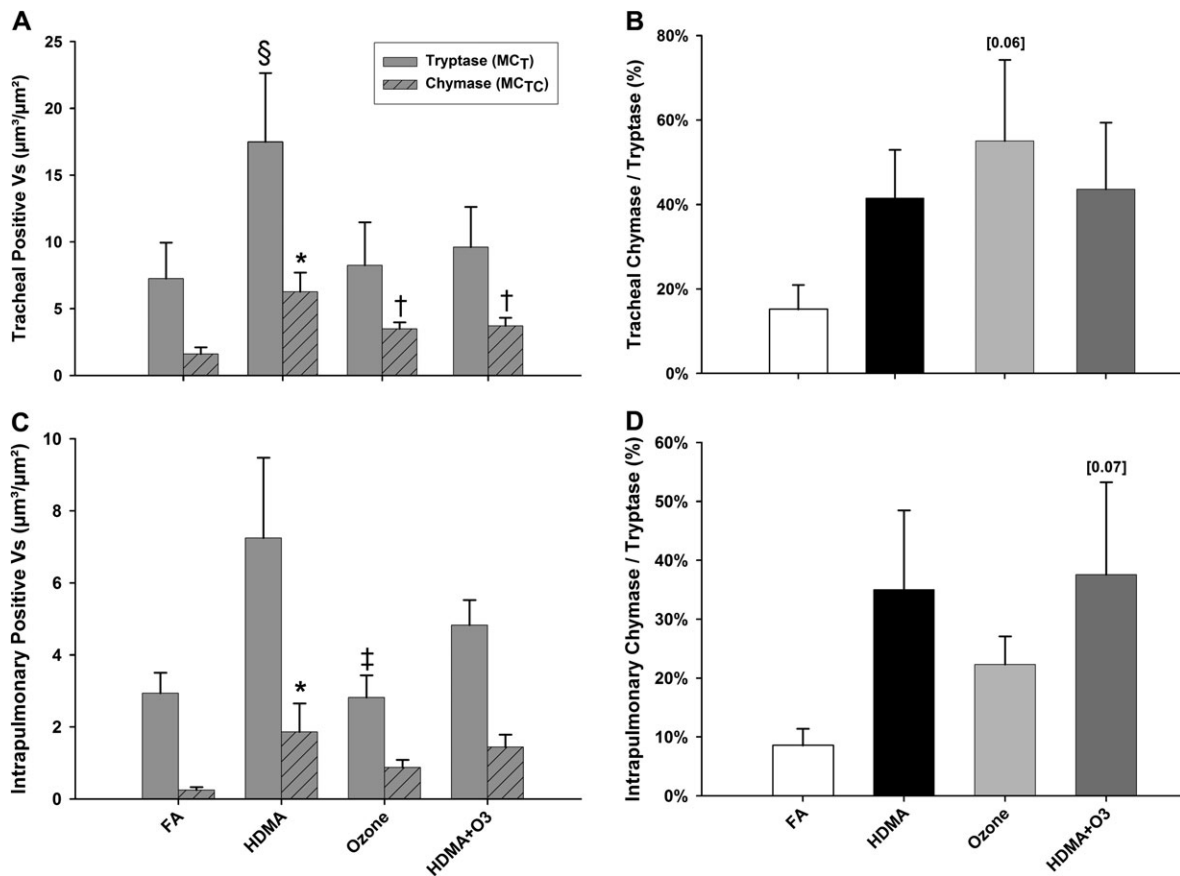 A
Tracheal Positive Vs (µm³/µm²)
25
20
15
10
5
0
§
*
†
†
Tryptase (MCT)
Chymase (MCTC)
B
Tracheal Chymase / Tryptase (%)
80%
60%
40%
20%
0%
[0.06]
C
Intrapulmonary Positive Vs (µm³/µm²)
10
8
6
4
2
0
*
‡
FA
HDMA
Ozone
HDMA+O3
D
Intrapulmonary Chymase / Tryptase (%)
60%
50%
40%
30%
20%
10%
0%
[0.07]
FA
HDMA
Ozone
HDMA+O3